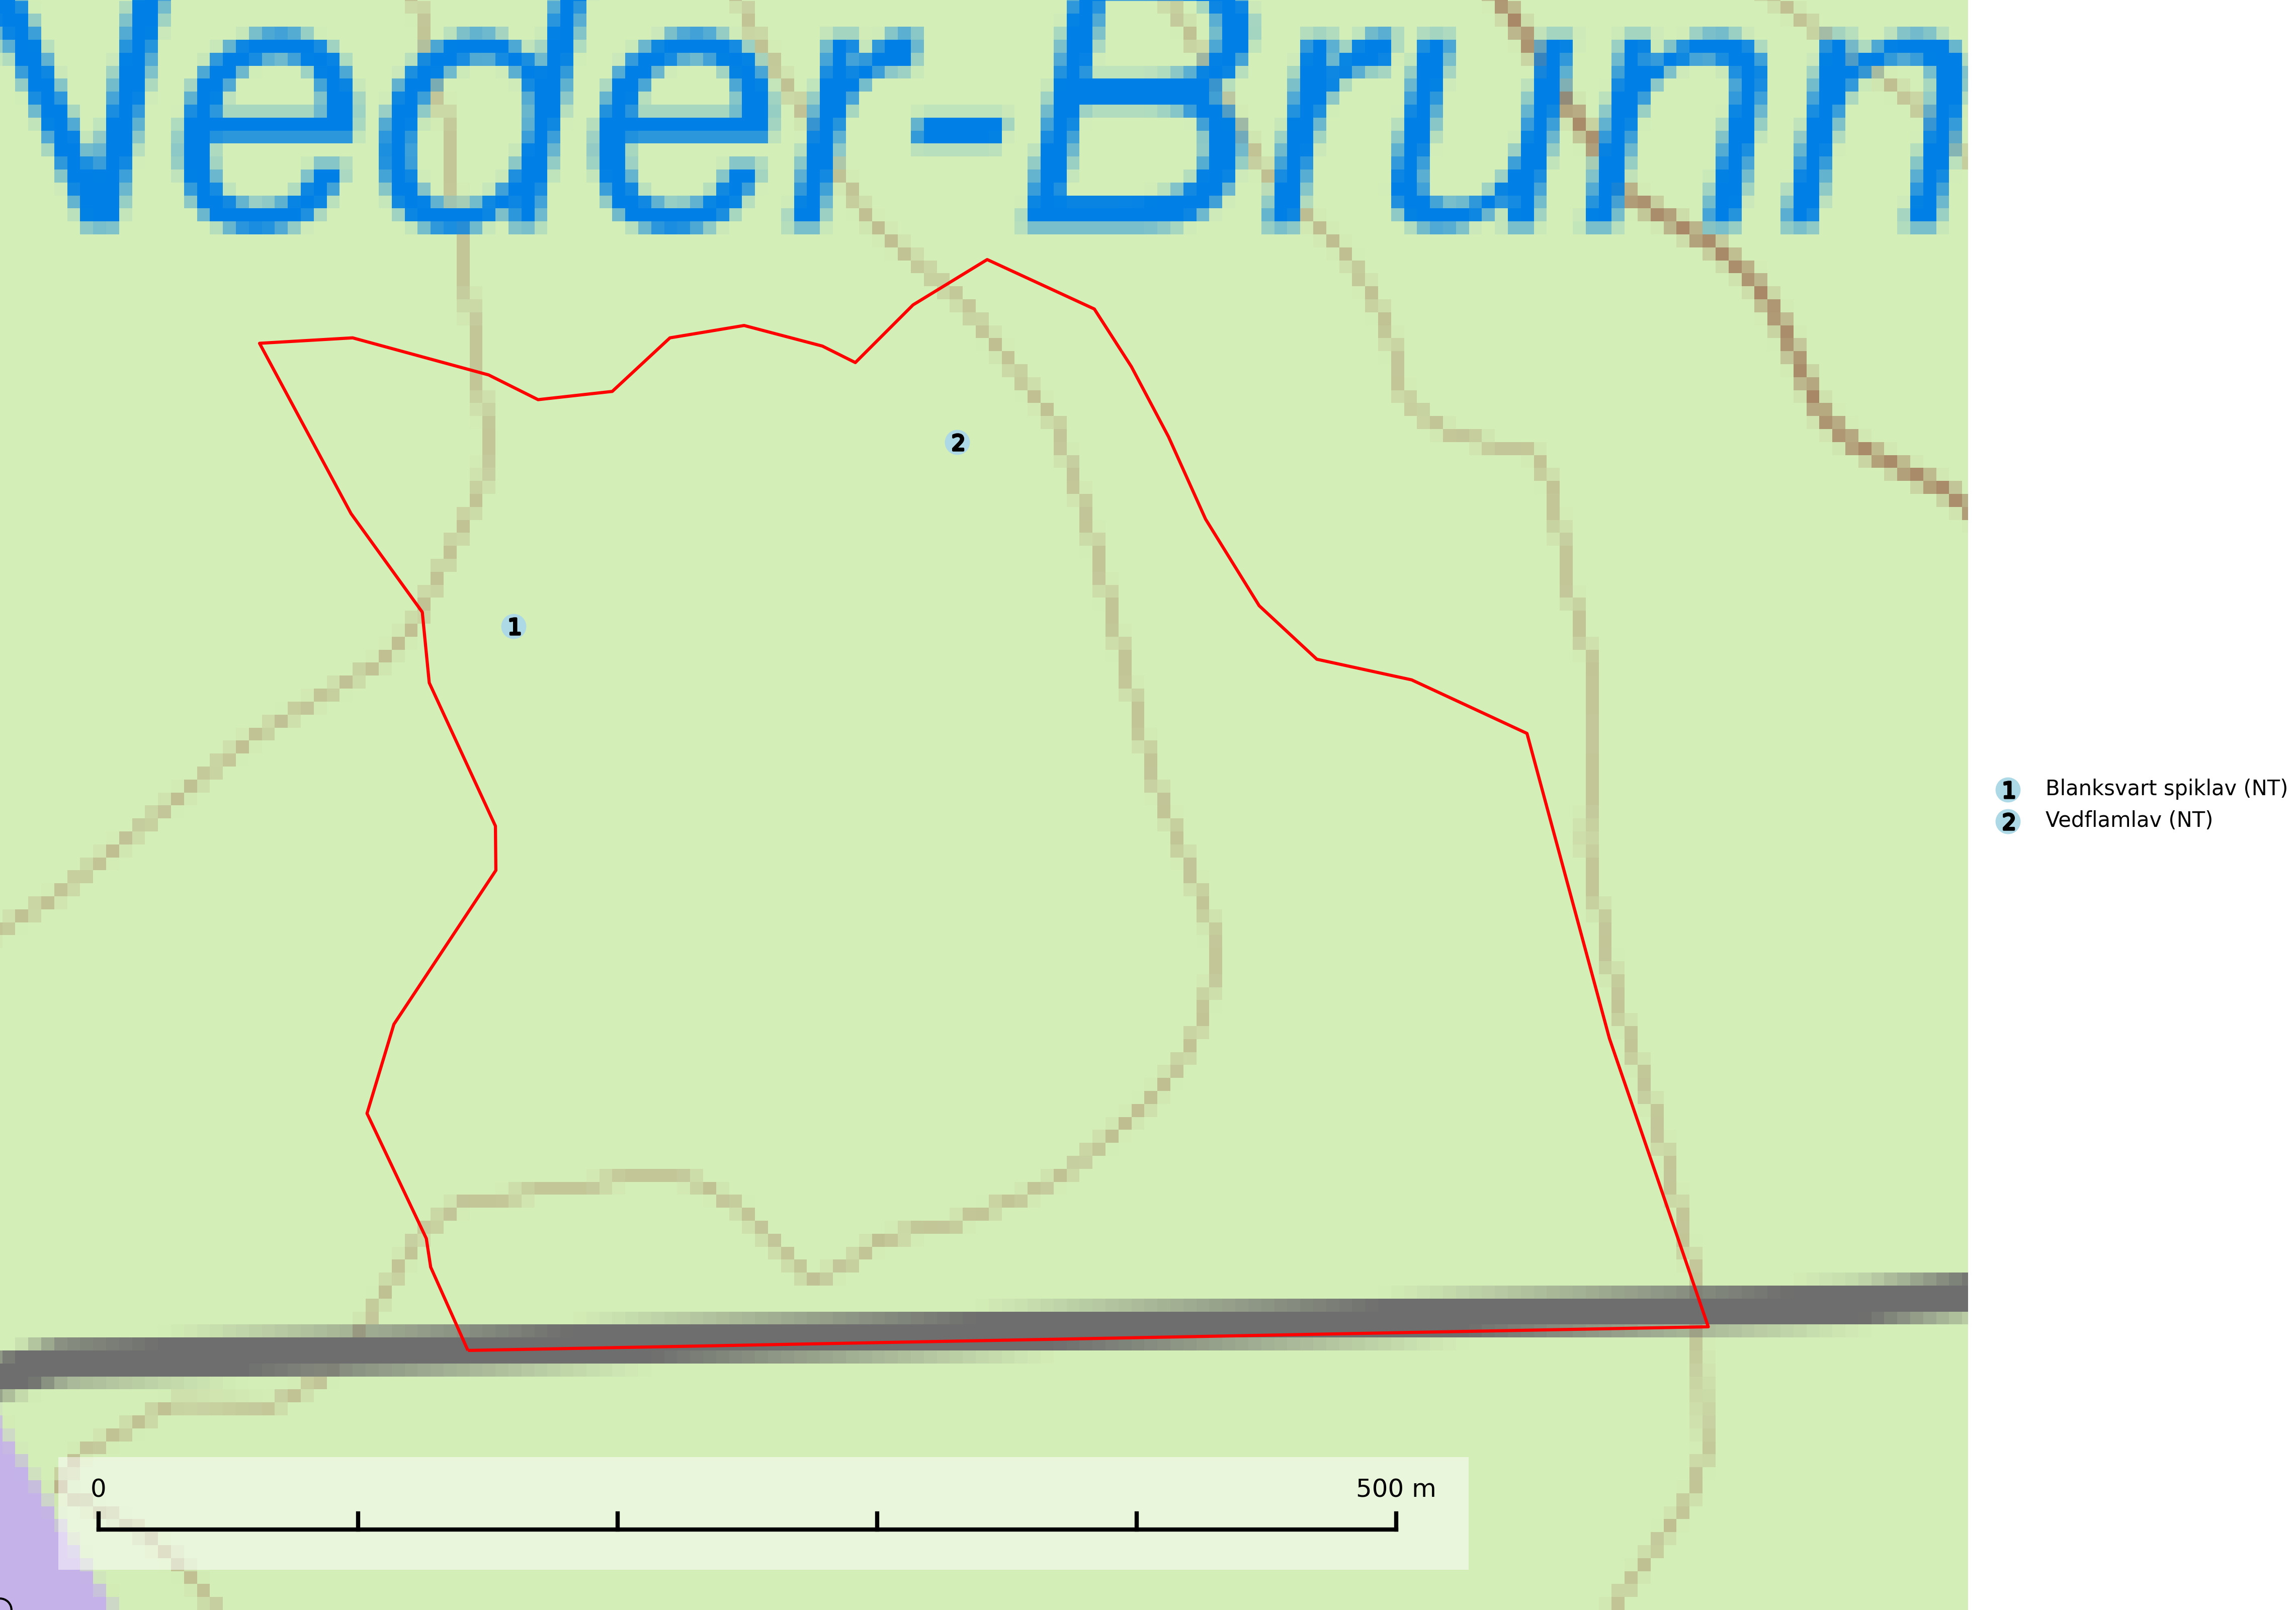 Veder-Brunn
1
2
1 Blanksvart spiklav (NT)
2 Vedflamlav (NT)
0 500 m